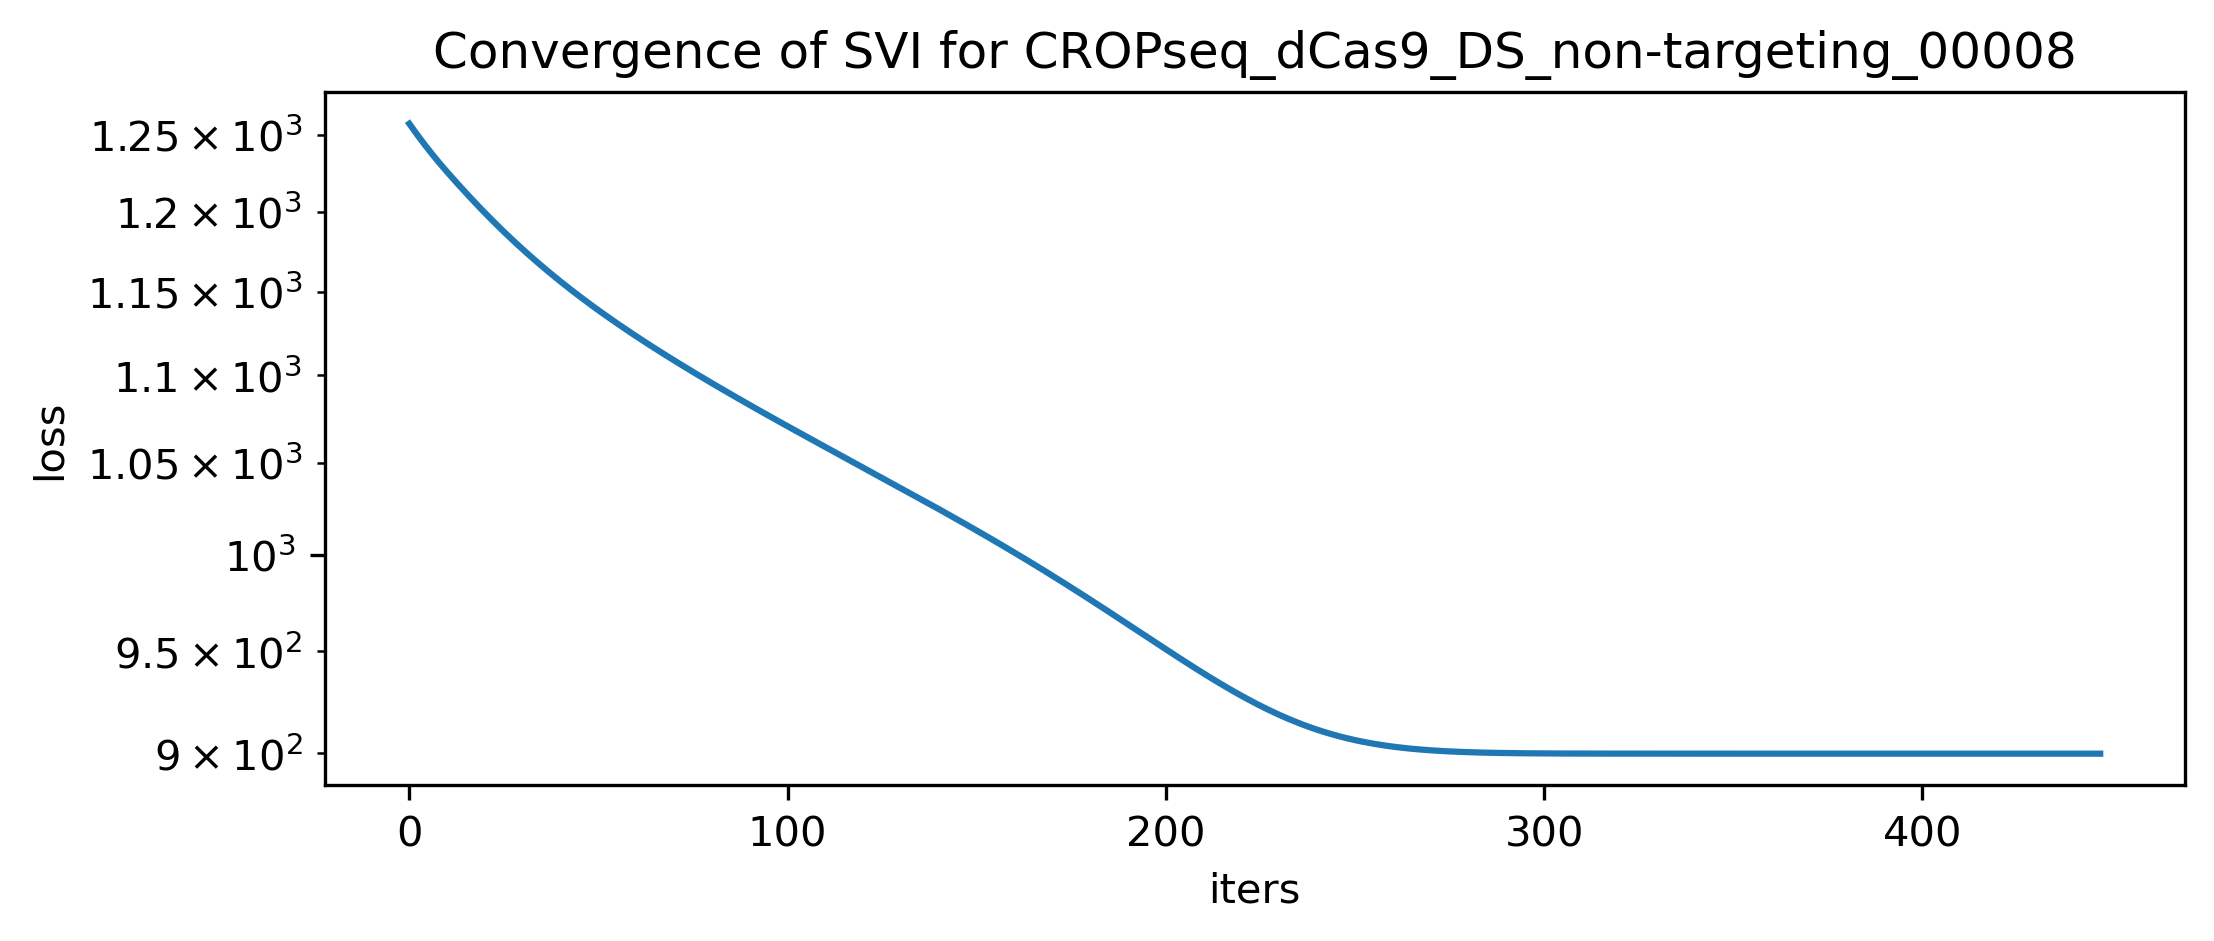 Convergence of SVI for CROPseq_dCas9_DS_non-targeting_00008
1.25 × 10³
1.2 × 10³
1.15 × 10³
1.1 × 10³
1.05 × 10³
10³
9.5 × 10²
9 × 10²
loss
0 100 200 300 400
iters